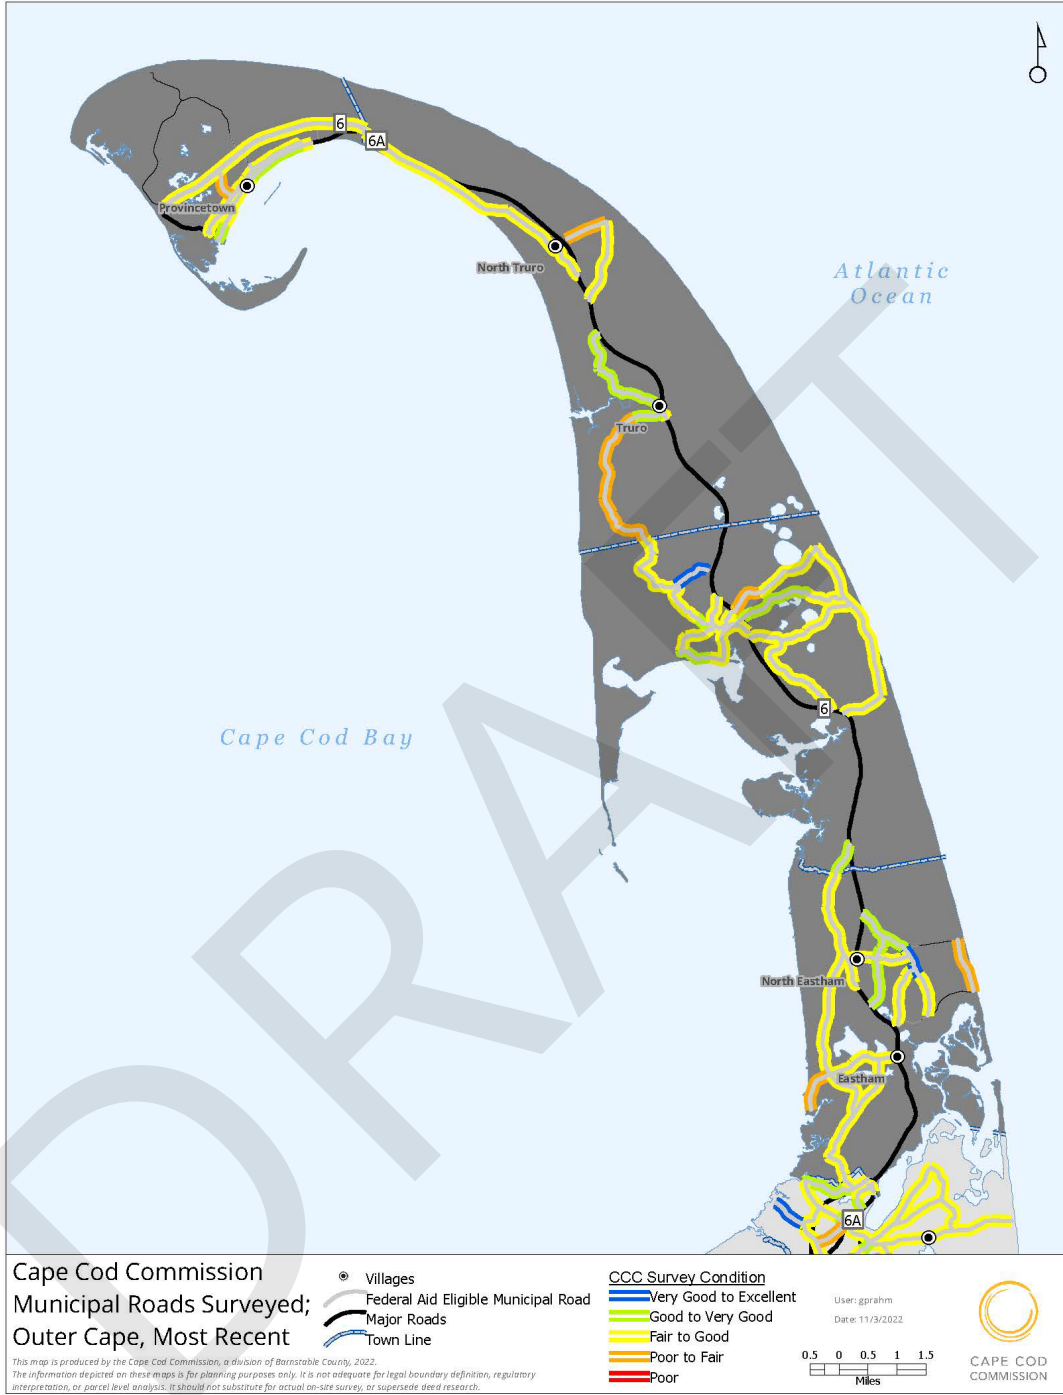 6
6A
Provincetown
North Truro
Atlantic
Ocean
Truro
6
Cape Cod Bay
North Eastham
Eastham
6A
DRAFT
Cape Cod Commission
Municipal Roads Surveyed;
Outer Cape, Most Recent
This map is produced by the Cape Cod Commission, a division of Barnstable County, 2022.
The information depicted on these maps is for planning purposes only. It is not adequate for legal boundary definition, regulatory
interpretation, or parcel level analysis. It should not substitute for actual on-site survey, or supersede deed research.
Villages
Federal Aid Eligible Municipal Road
Major Roads
Town Line
CCC Survey Condition
Very Good to Excellent
Good to Very Good
Fair to Good
Poor to Fair
Poor
User: gprahm
Date: 11/3/2022
0.5 0 0.5 1 1.5
Miles
CAPE COD
COMMISSION